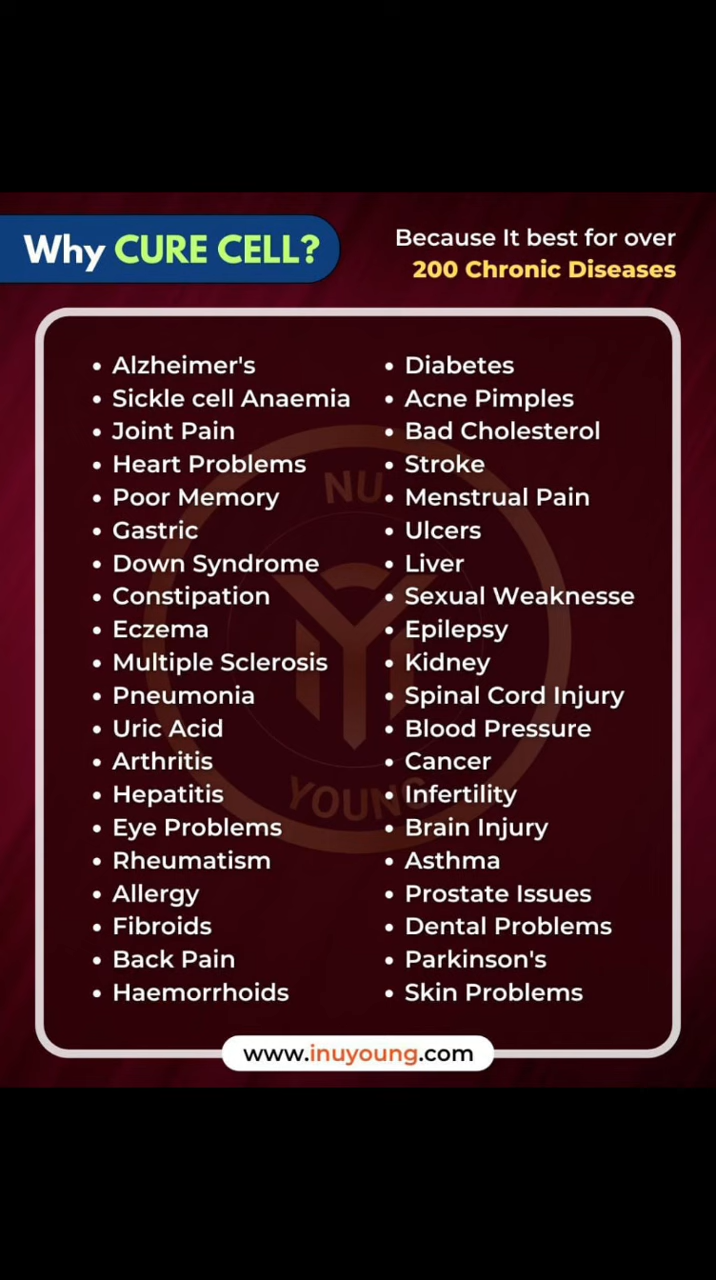 Why CURE CELL?
Because It best for over
200 Chronic Diseases
• Alzheimer's
• Sickle cell Anaemia
• Joint Pain
• Heart Problems
• Poor Memory
• Gastric
• Down Syndrome
• Constipation
• Eczema
• Multiple Sclerosis
• Pneumonia
• Uric Acid
• Arthritis
• Hepatitis
• Eye Problems
• Rheumatism
• Allergy
• Fibroids
• Back Pain
• Haemorrhoids
• Diabetes
• Acne Pimples
• Bad Cholesterol
• Stroke
• Menstrual Pain
• Ulcers
• Liver
• Sexual Weaknesse
• Epilepsy
• Kidney
• Spinal Cord Injury
• Blood Pressure
• Cancer
• Infertility
• Brain Injury
• Asthma
• Prostate Issues
• Dental Problems
• Parkinson's
• Skin Problems
NU
YOUNG
www.inuyoung.com